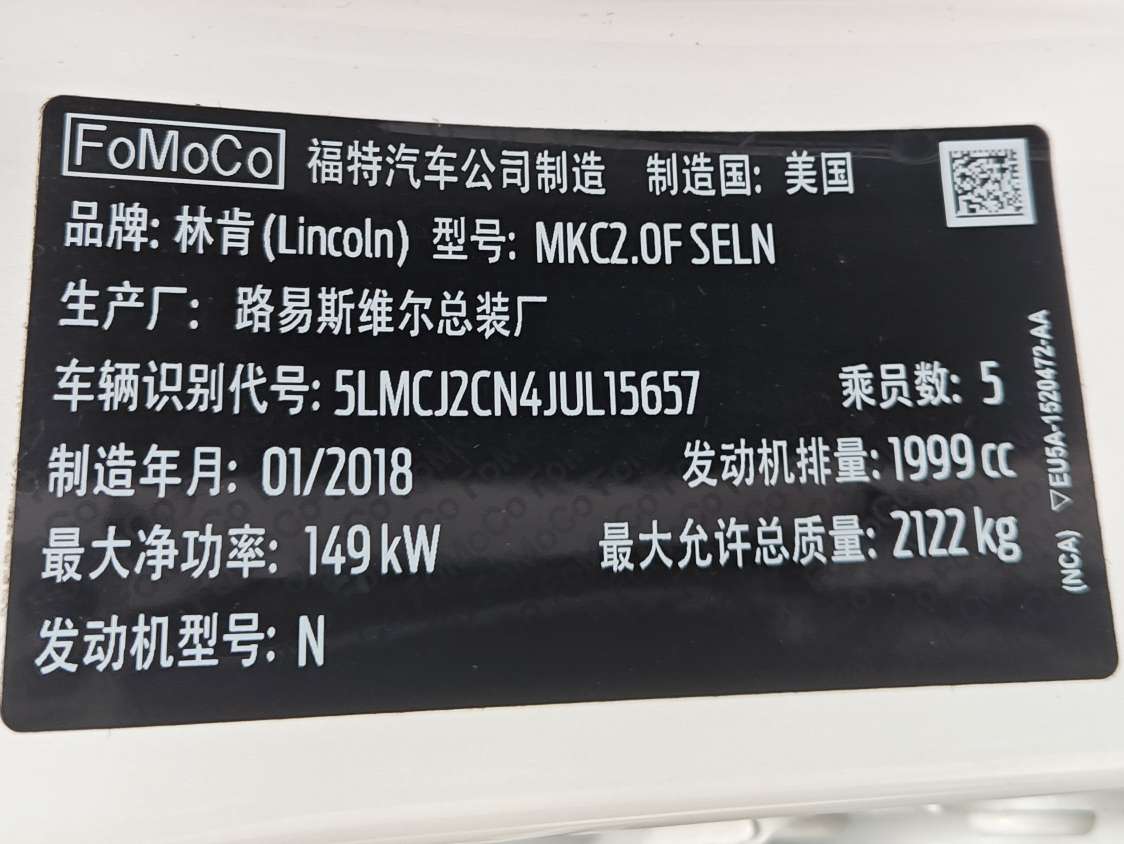 FoMoCo 福特汽车公司制造 制造国: 美国
品牌: 林肯(Lincoln) 型号: MKC2.0F SELN
生产厂: 路易斯维尔总装厂
车辆识别代号: 5LMCJ2CN4JUL15657 乘员数: 5
制造年月: 01/2018 发动机排量: 1999 cc
最大净功率: 149 kW 最大允许总质量: 2122 kg
发动机型号: N
(NCA) ▽EU5A-1520472-AA